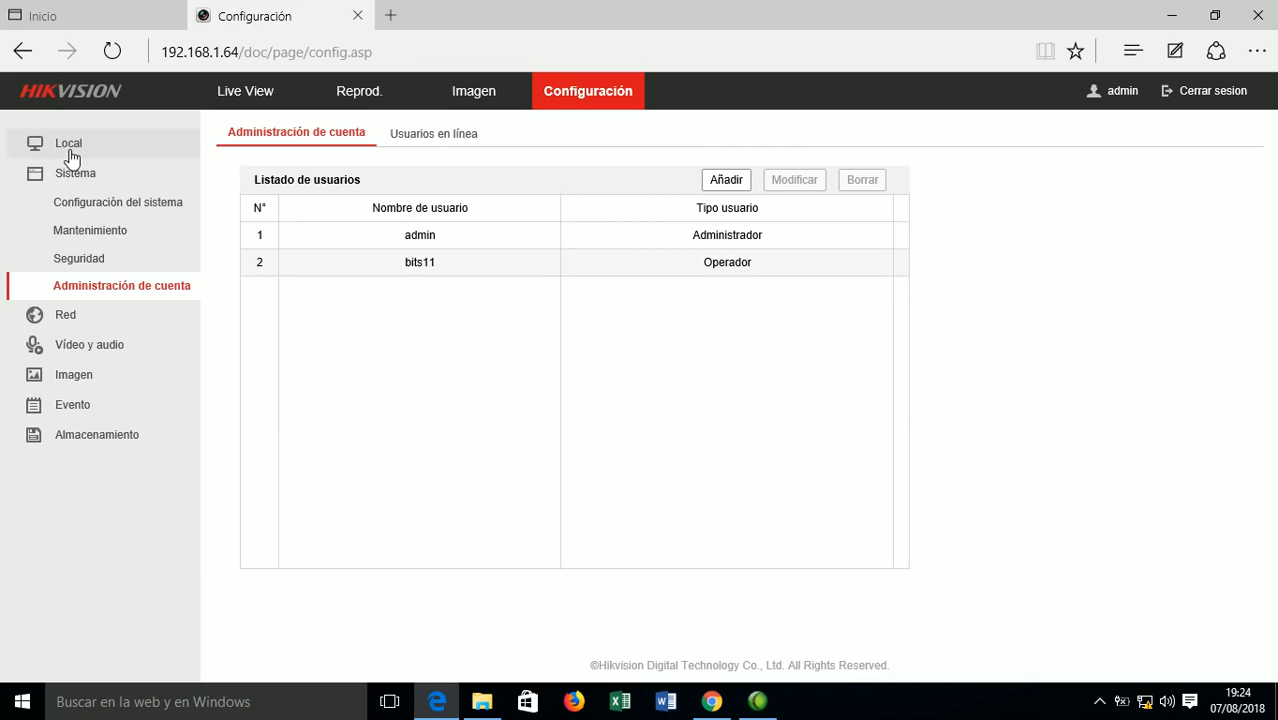 Inicio
Configuración
192.168.1.64/doc/page/config.asp
HIKVISION
Live View
Reprod.
Imagen
Configuración
admin
Cerrar sesion
Local
Sistema
Configuración del sistema
Mantenimiento
Seguridad
Administración de cuenta
Red
Vídeo y audio
Imagen
Evento
Almacenamiento
Administración de cuenta
Usuarios en línea
Listado de usuarios
Añadir
Modificar
Borrar
N° Nombre de usuario Tipo usuario
1 admin Administrador
2 bits11 Operador
©Hikvision Digital Technology Co., Ltd. All Rights Reserved.
Buscar en la web y en Windows
19:24
07/08/2018